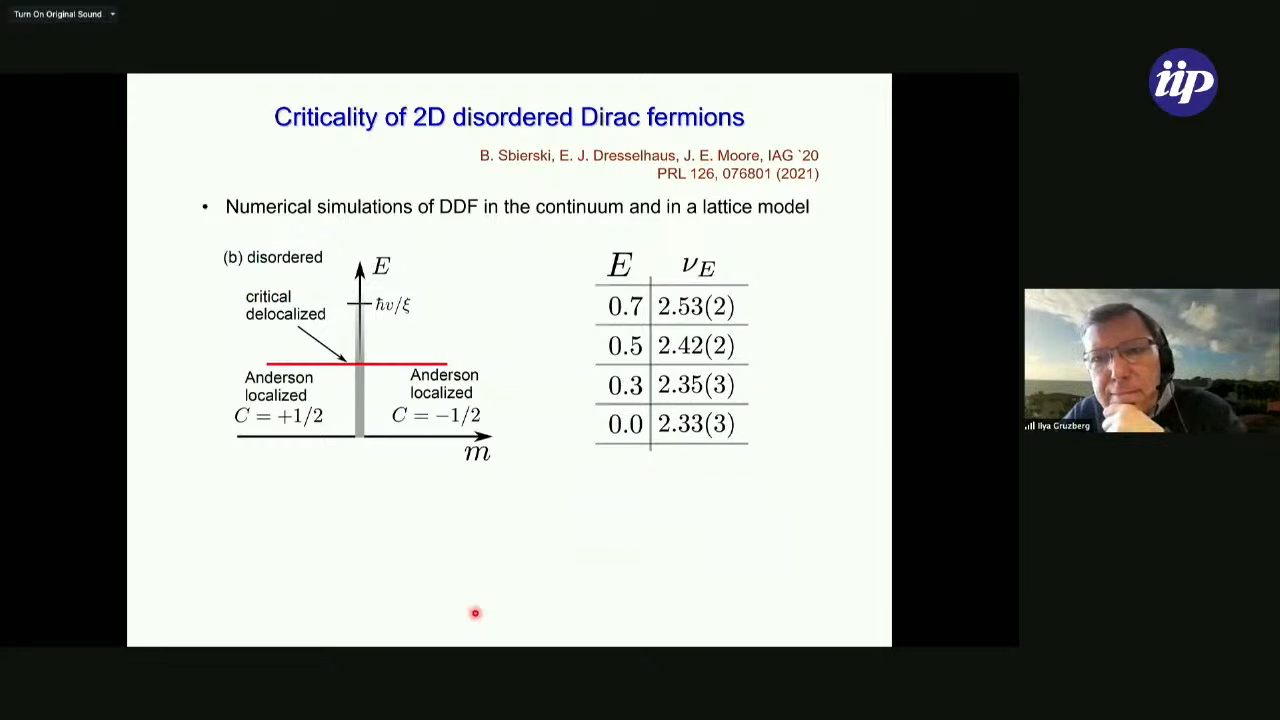 Turn On Original Sound
iip
Criticality of 2D disordered Dirac fermions
B. Sbierski, E. J. Dresselhaus, J. E. Moore, IAG `20
PRL 126, 076801 (2021)
• Numerical simulations of DDF in the continuum and in a lattice model
(b) disordered
E
critical
delocalized
ħv/ξ
Anderson
localized
C = +1/2
Anderson
localized
C = −1/2
m
E ν_E
0.7 2.53(2)
0.5 2.42(2)
0.3 2.35(3)
0.0 2.33(3)
Ilya Gruzberg